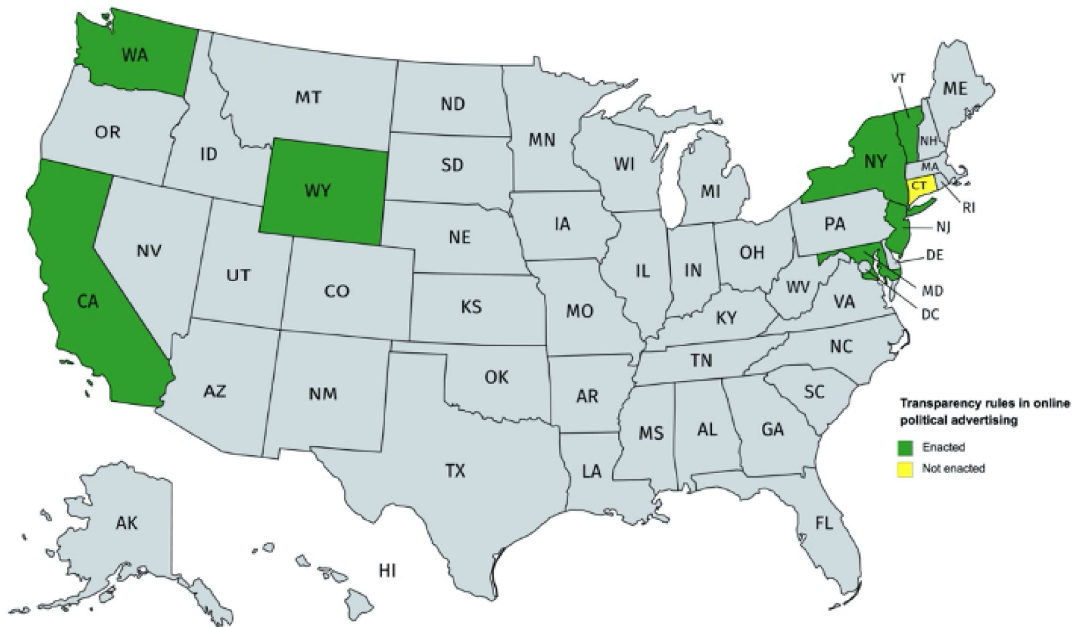 WA
MT
ND
MN
VT
ME
OR
ID
SD
WI
MI
NY
NH
MA
CT
RI
WY
NV
UT
CO
NE
IA
IL
IN
OH
PA
NJ
DE
MD
DC
WV
VA
CA
KS
MO
KY
TN
NC
AZ
NM
OK
AR
SC
MS
AL
GA
TX
LA
FL
AK
HI
Transparency rules in online
political advertising
Enacted
Not enacted